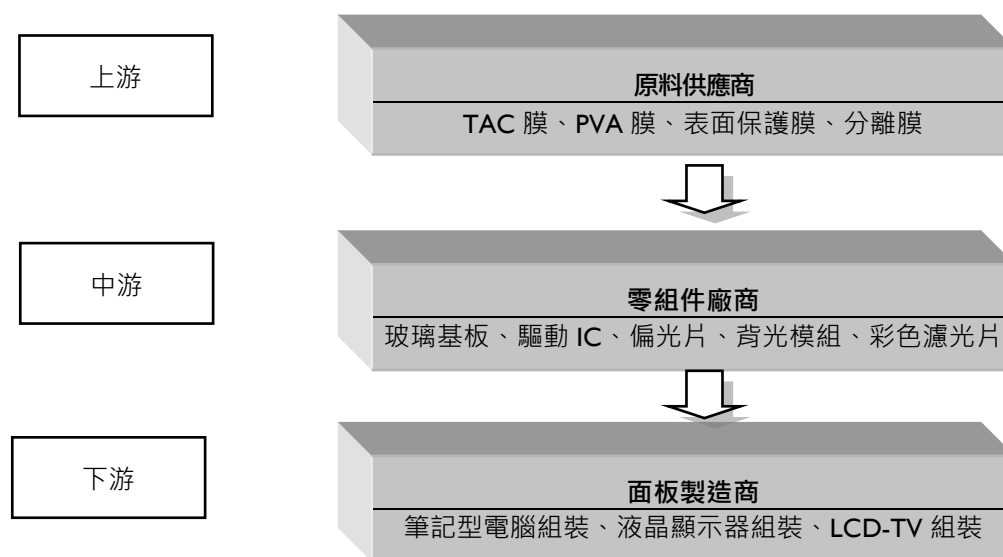 上游
原料供應商
TAC 膜、PVA 膜、表面保護膜、分離膜
中游
零組件廠商
玻璃基板、驅動 IC、偏光片、背光模組、彩色濾光片
下游
面板製造商
筆記型電腦組裝、液晶顯示器組裝、LCD-TV 組裝